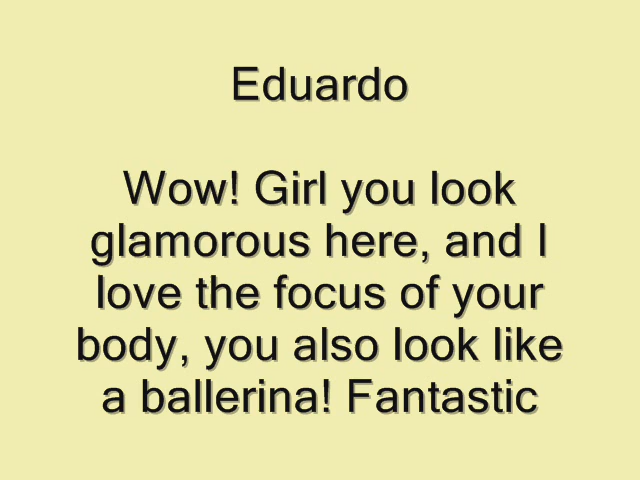 Eduardo
Wow! Girl you look
glamorous here, and I
love the focus of your
body, you also look like
a ballerina! Fantastic